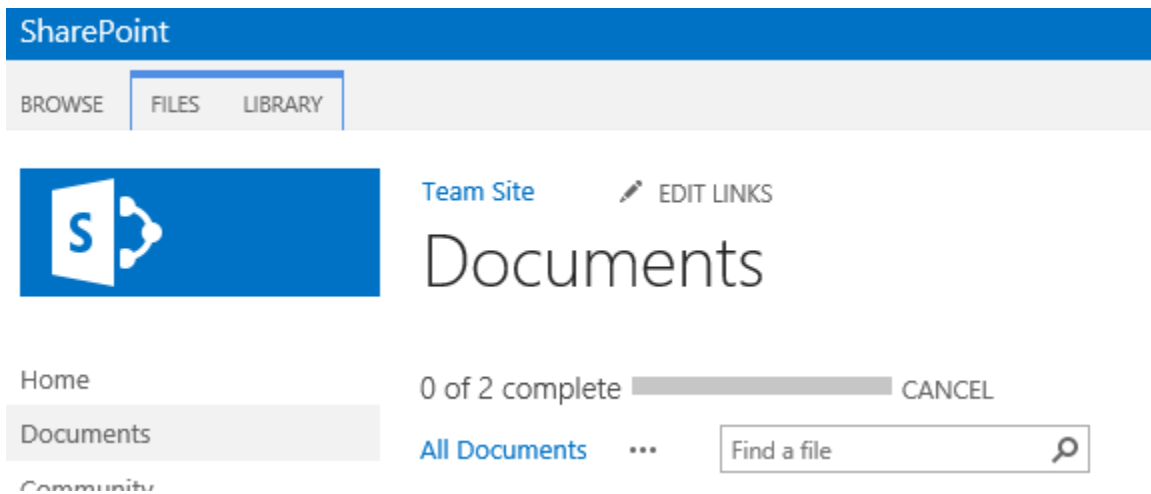 SharePoint
BROWSE FILES LIBRARY
S
Team Site EDIT LINKS
Documents
Home
0 of 2 complete CANCEL
Documents
All Documents ... Find a file
Community